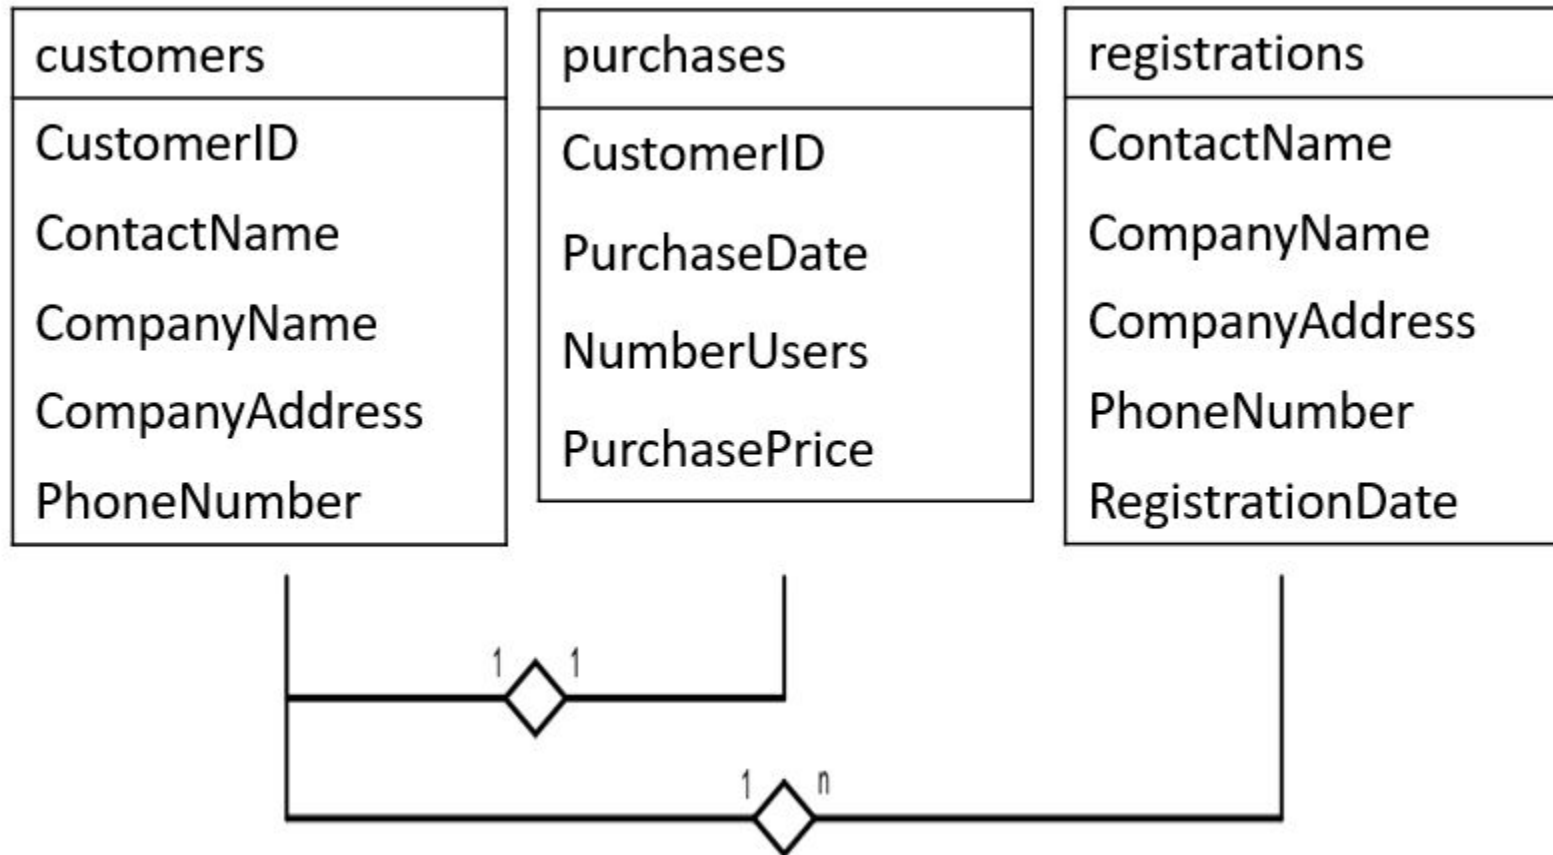 customers
CustomerID
ContactName
CompanyName
CompanyAddress
PhoneNumber
purchases
CustomerID
PurchaseDate
NumberUsers
PurchasePrice
registrations
ContactName
CompanyName
CompanyAddress
PhoneNumber
RegistrationDate
1 1
1 n